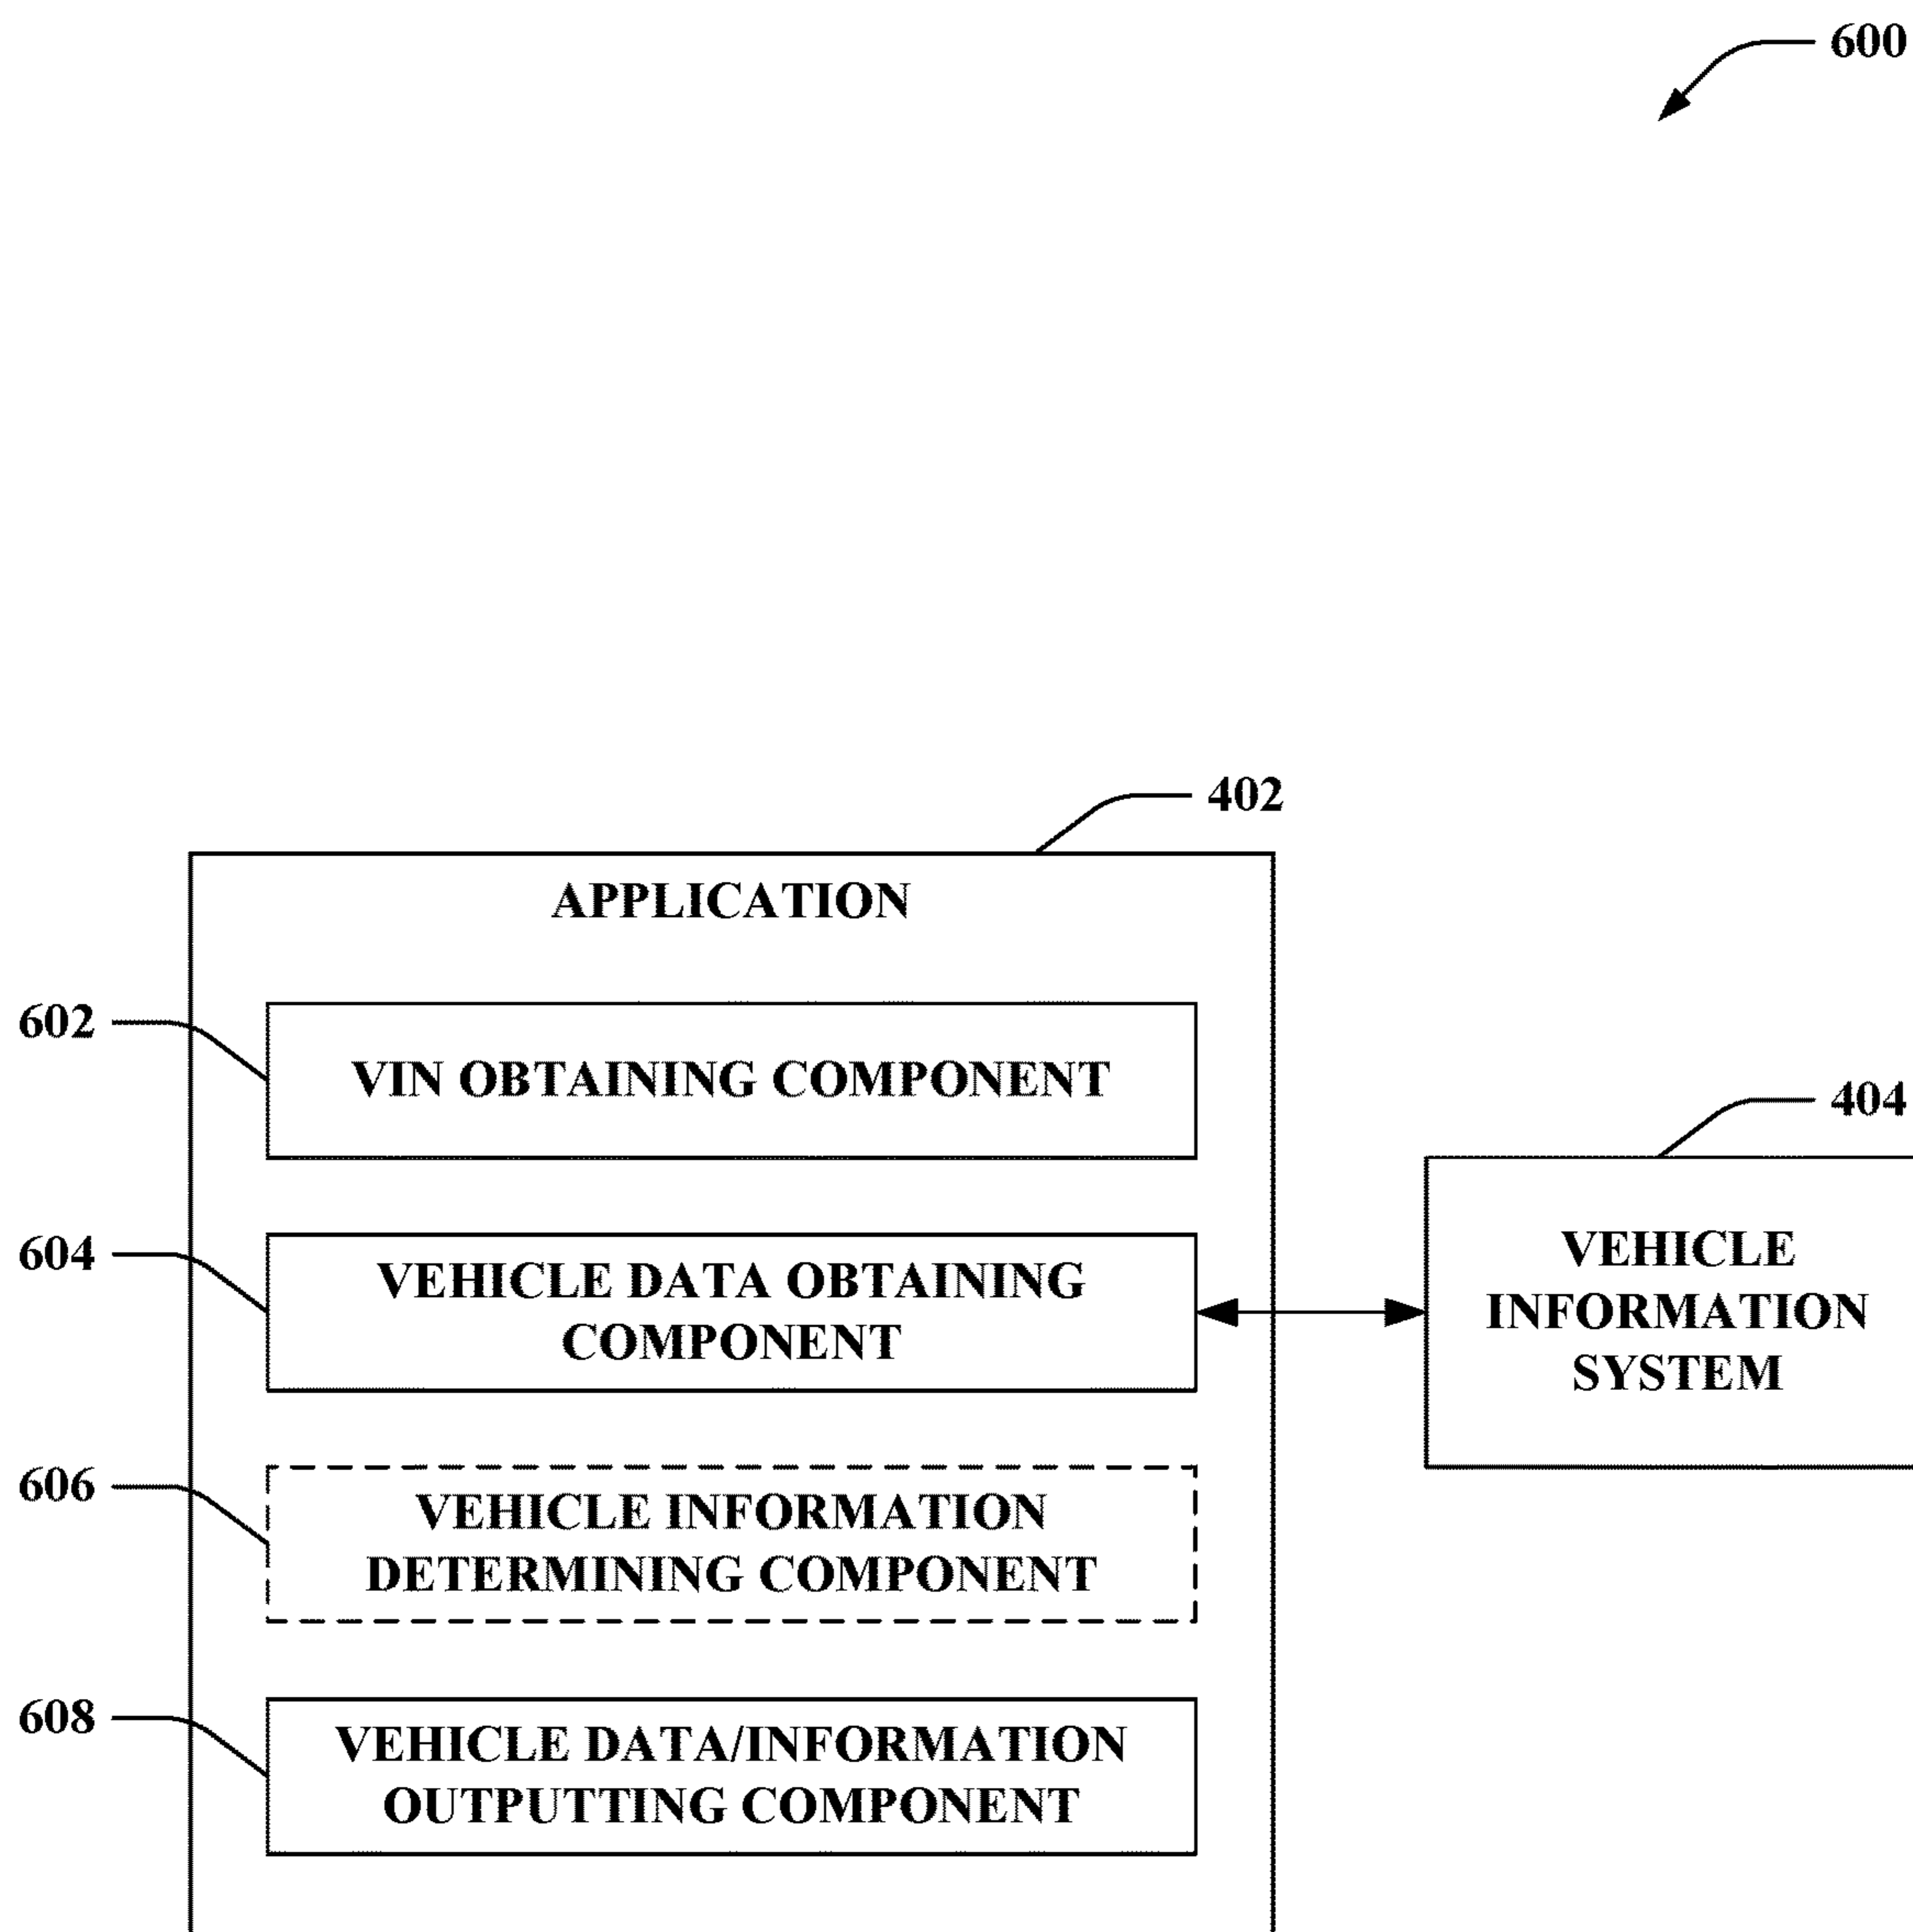 600
402
APPLICATION
602
VIN OBTAINING COMPONENT
404
604
VEHICLE DATA OBTAINING
COMPONENT
VEHICLE
INFORMATION
SYSTEM
606
VEHICLE INFORMATION
DETERMINING COMPONENT
608
VEHICLE DATA/INFORMATION
OUTPUTTING COMPONENT